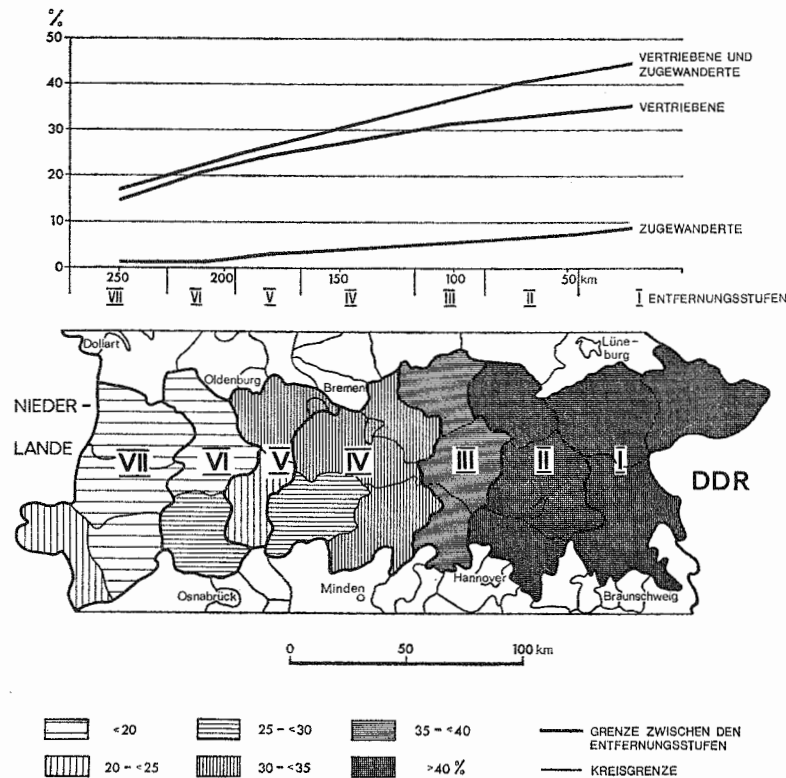 %
50
VERTRIEBENE UND
ZUGEWANDERTE
40
VERTRIEBENE
30
20
10
ZUGEWANDERTE
0
250 200 150 100 50 km
VII VI V IV III II I ENTFERNUNGSSTUFEN
Dollart
Lüne-
burg
Oldenburg
Bremen
NIEDER-
LANDE
VII VI V IV III II I
DDR
Osnabrück
Minden
Hannover
Braunschweig
0 50 100 km
<20 25 - <30 35 - <40 GRENZE ZWISCHEN DEN
ENTFERNUNGSSTUFEN
20 - <25 30 - <35 >40 % KREISGRENZE